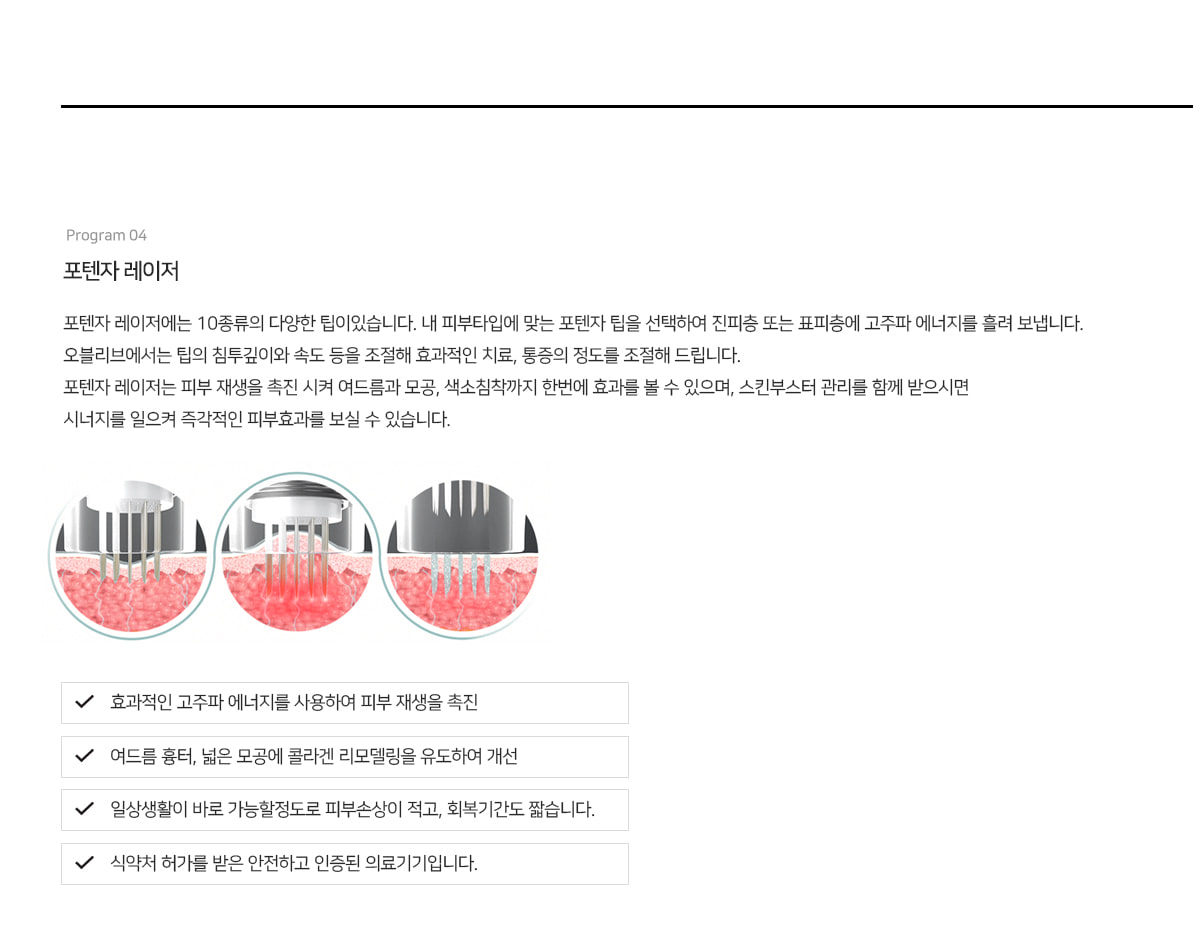 Program 04
포텐자 레이저
포텐자 레이저에는 10종류의 다양한 팁이있습니다. 내 피부타입에 맞는 포텐자 팁을 선택하여 진피층 또는 표피층에 고주파 에너지를 흘려 보냅니다.
오블리브에서는 팁의 침투깊이와 속도 등을 조절해 효과적인 치료, 통증의 정도를 조절해 드립니다.
포텐자 레이저는 피부 재생을 촉진 시켜 여드름과 모공, 색소침착까지 한번에 효과를 볼 수 있으며, 스킨부스터 관리를 함께 받으시면
시너지를 일으켜 즉각적인 피부효과를 보실 수 있습니다.
효과적인 고주파 에너지를 사용하여 피부 재생을 촉진
여드름 흉터, 넓은 모공에 콜라겐 리모델링을 유도하여 개선
일상생활이 바로 가능할정도로 피부손상이 적고, 회복기간도 짧습니다.
식약처 허가를 받은 안전하고 인증된 의료기기입니다.